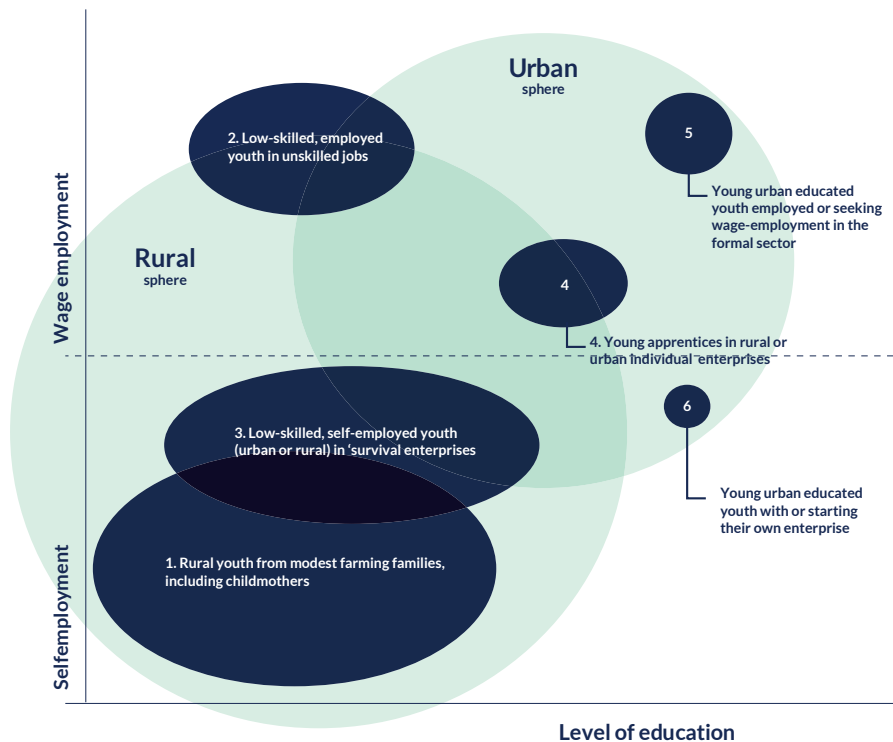 Urban
sphere
2. Low-skilled, employed
youth in unskilled jobs
5
Young urban educated
youth employed or seeking
wage-employment in the
formal sector
Rural
sphere
Wage employment
4
4. Young apprentices in rural or
urban individual enterprises
6
3. Low-skilled, self-employed youth
(urban or rural) in ‘survival enterprises
Young urban educated
youth with or starting
their own enterprise
1. Rural youth from modest farming families,
including childmothers
Selfemployment
Level of education